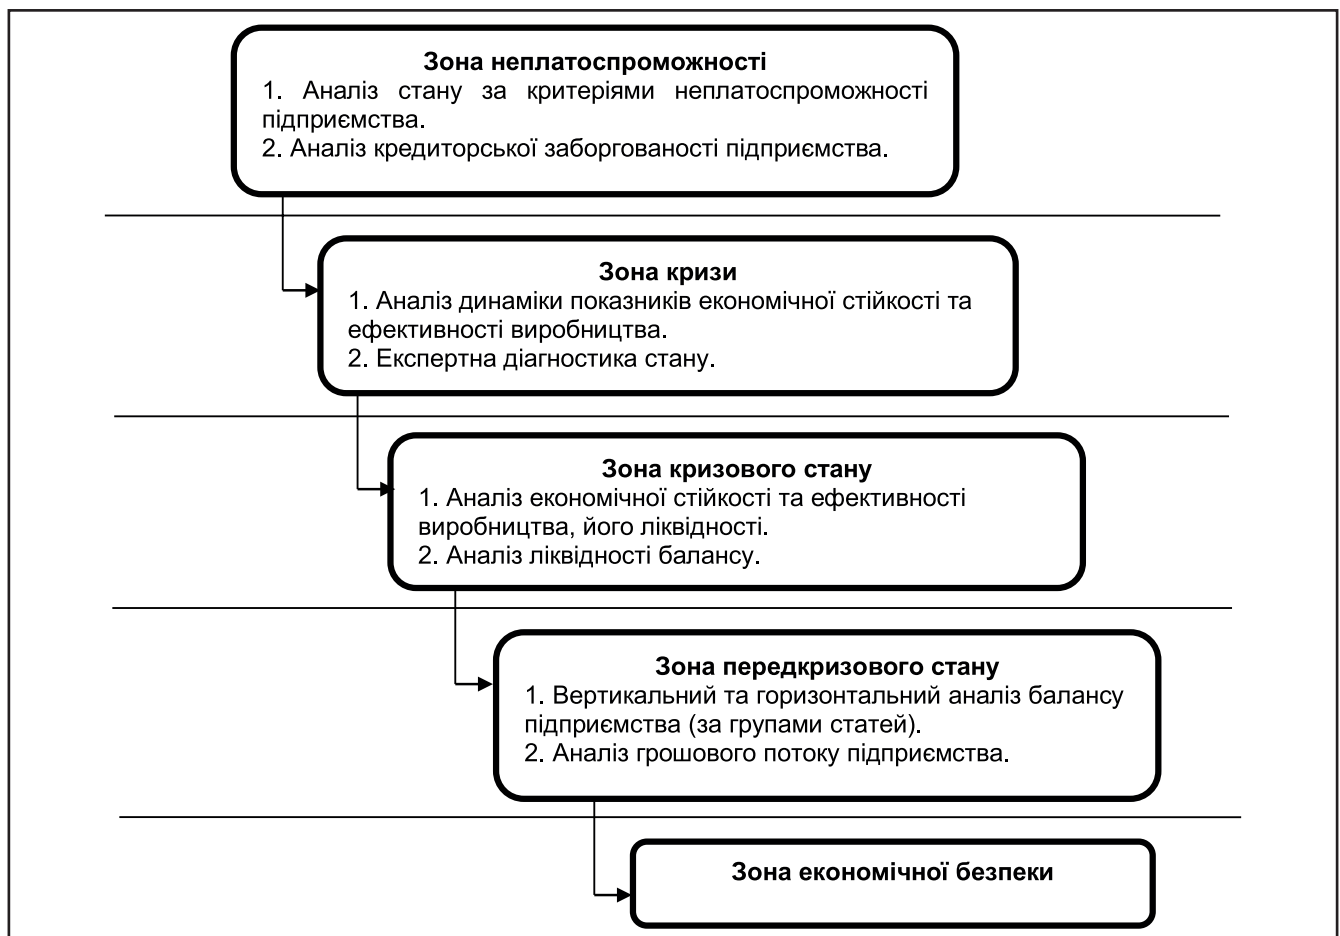 Зона неплатоспроможності
1. Аналіз стану за критеріями неплатоспроможності
підприємства.
2. Аналіз кредиторської заборгованості підприємства.
Зона кризи
1. Аналіз динаміки показників економічної стійкості та
ефективності виробництва.
2. Експертна діагностика стану.
Зона кризового стану
1. Аналіз економічної стійкості та ефективності
виробництва, його ліквідності.
2. Аналіз ліквідності балансу.
Зона передкризового стану
1. Вертикальний та горизонтальний аналіз балансу
підприємства (за групами статей).
2. Аналіз грошового потоку підприємства.
Зона економічної безпеки